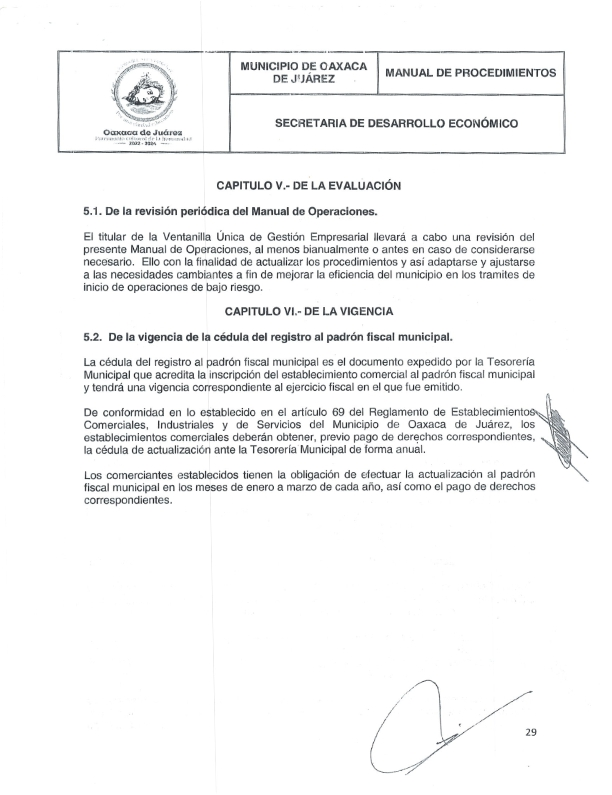 MUNICIPIO DE OAXACA
DE JUÁREZ
MANUAL DE PROCEDIMIENTOS
Oaxaca de Juárez
2022 - 2024
SECRETARIA DE DESARROLLO ECONÓMICO
CAPITULO V.- DE LA EVALUACIÓN
5.1. De la revisión periódica del Manual de Operaciones.
El titular de la Ventanilla Única de Gestión Empresarial llevará a cabo una revisión del
presente Manual de Operaciones, al menos bianualmente o antes en caso de considerarse
necesario. Ello con la finalidad de actualizar los procedimientos y así adaptarse y ajustarse
a las necesidades cambiantes a fin de mejorar la eficiencia del municipio en los tramites de
inicio de operaciones de bajo riesgo.
CAPITULO VI.- DE LA VIGENCIA
5.2. De la vigencia de la cédula del registro al padrón fiscal municipal.
La cédula del registro al padrón fiscal municipal es el documento expedido por la Tesorería
Municipal que acredita la inscripción del establecimiento comercial al padrón fiscal municipal
y tendrá una vigencia correspondiente al ejercicio fiscal en el que fue emitido.
De conformidad en lo establecido en el artículo 69 del Reglamento de Establecimientos
Comerciales, Industriales y de Servicios del Municipio de Oaxaca de Juárez, los
establecimientos comerciales deberán obtener, previo pago de derechos correspondientes,
la cédula de actualización ante la Tesorería Municipal de forma anual.
Los comerciantes establecidos tienen la obligación de efectuar la actualización al padrón
fiscal municipal en los meses de enero a marzo de cada año, así como el pago de derechos
correspondientes.
29